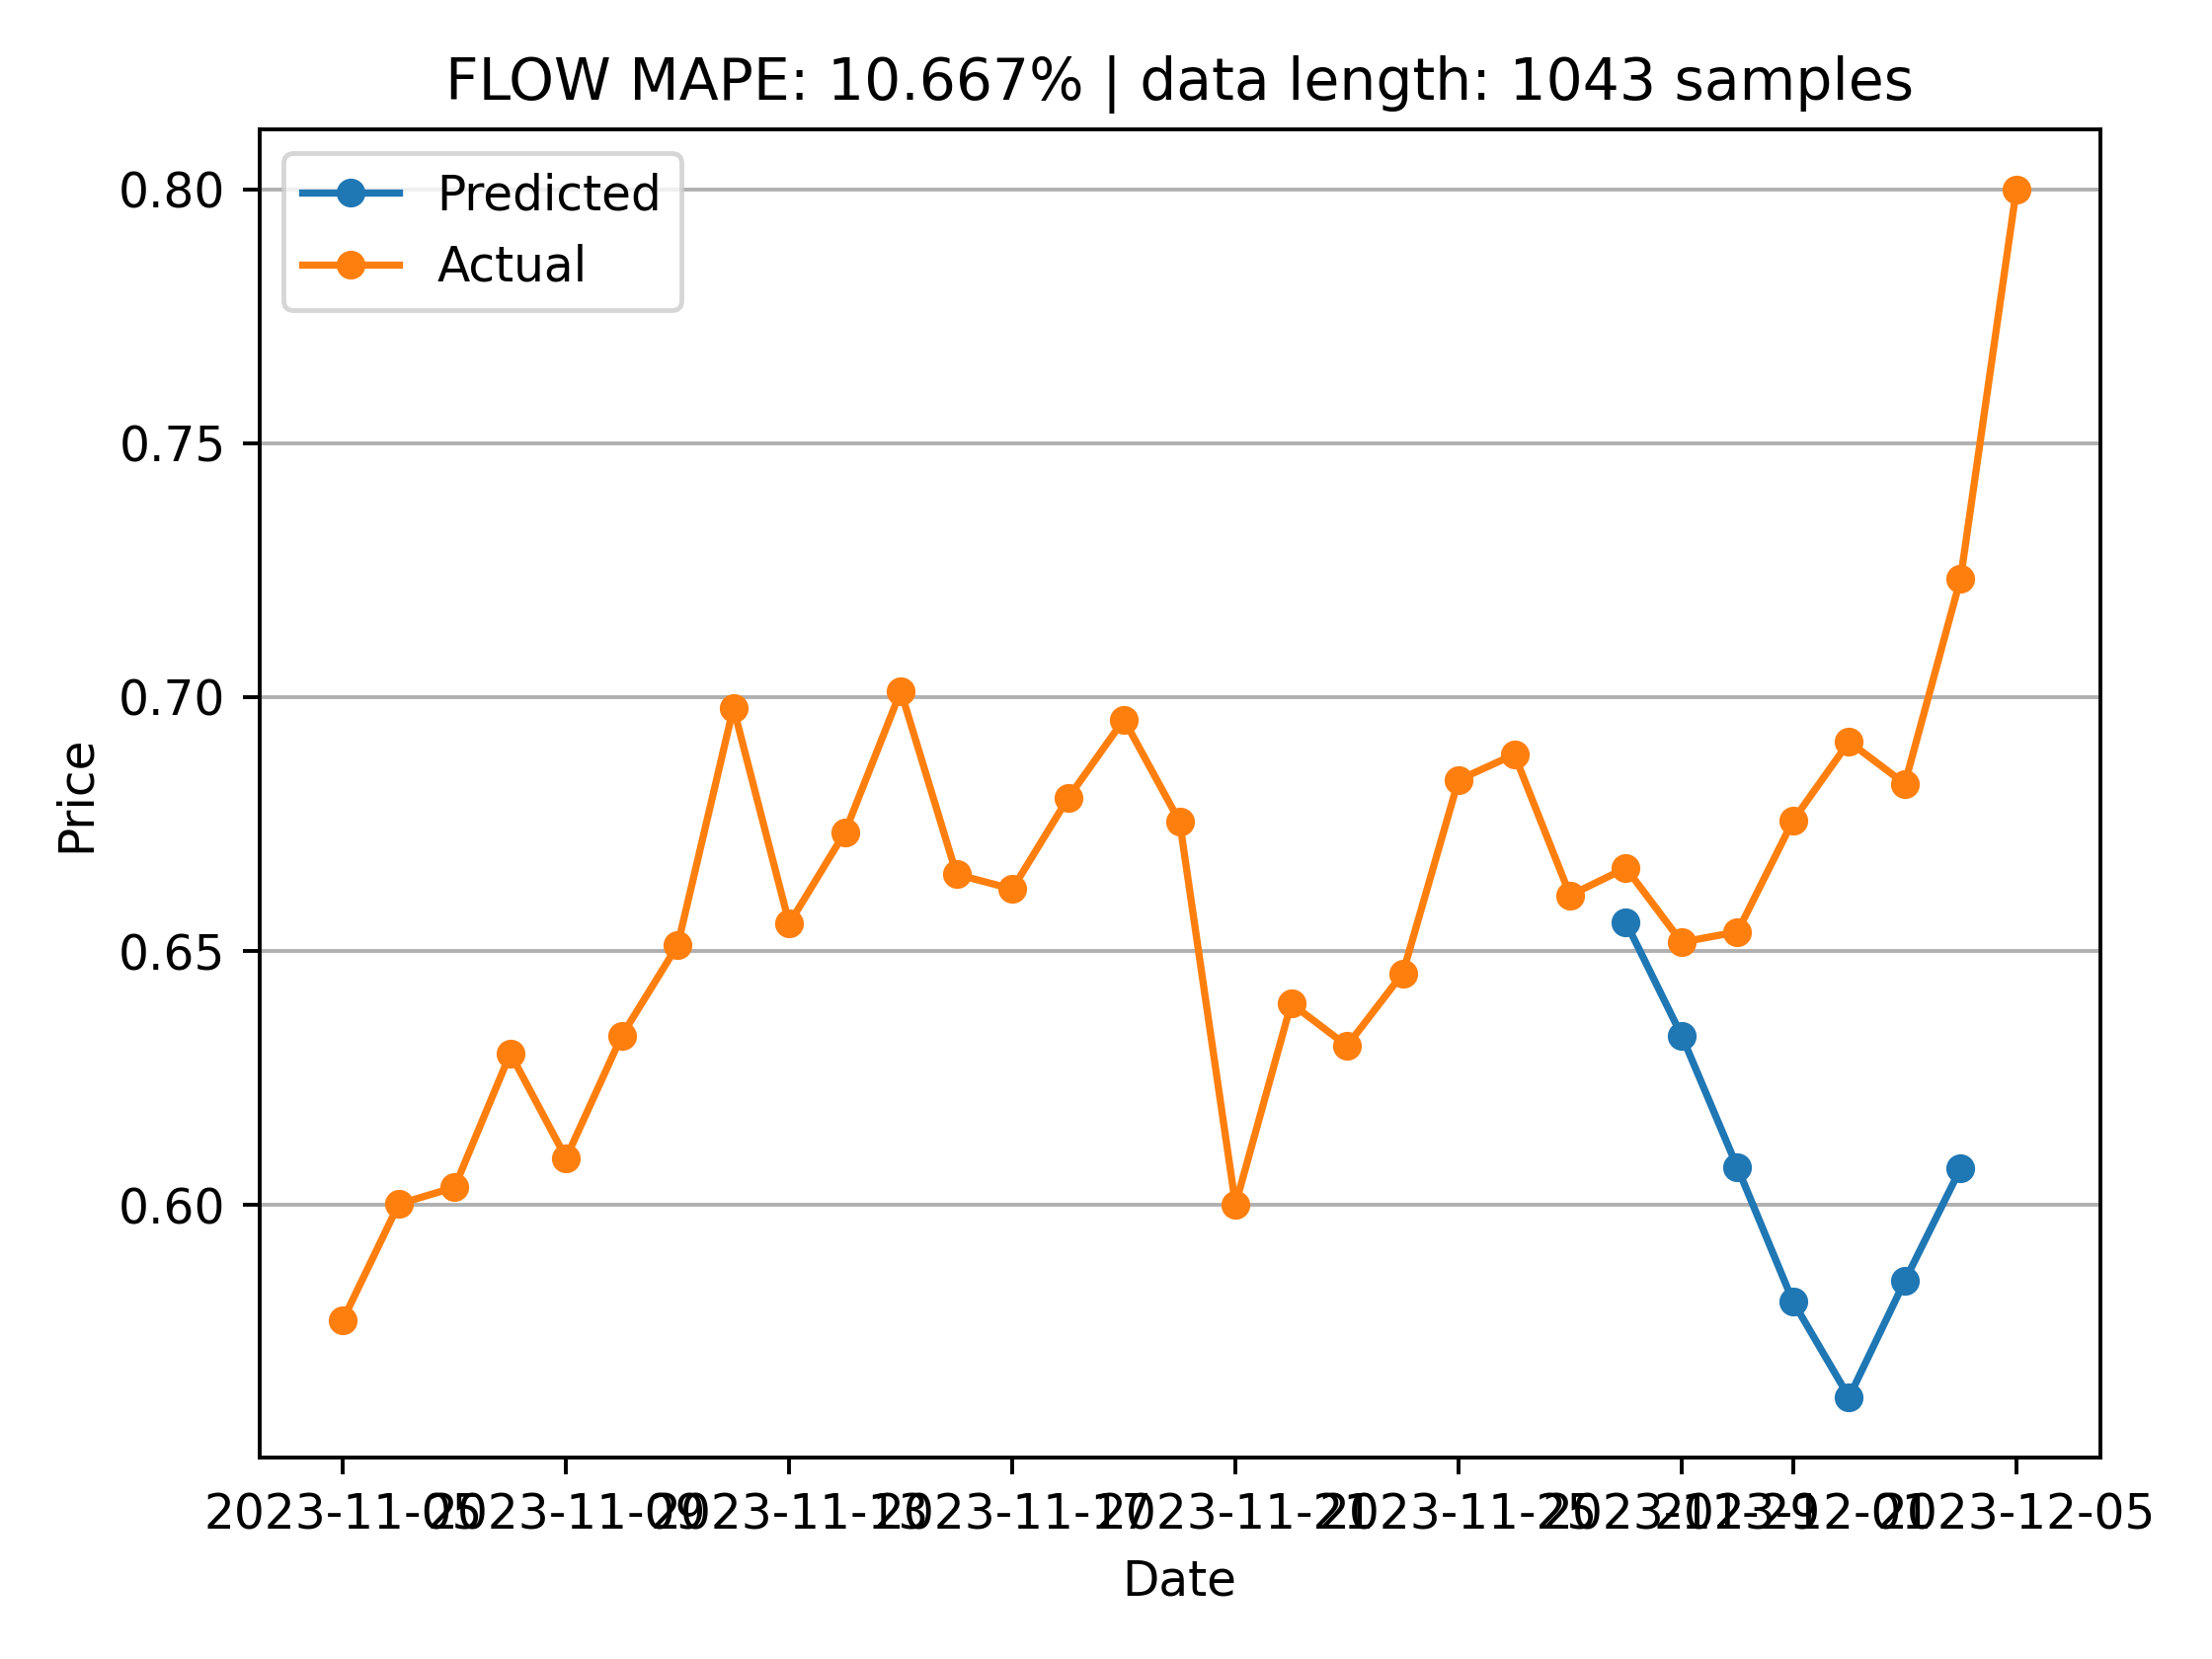 FLOW MAPE: 10.667% | data length: 1043 samples
Predicted
Actual
0.80
0.75
0.70
0.65
0.60
Price
2023-11-05 2023-11-09 2023-11-13 2023-11-17 2023-11-21 2023-11-25 2023-11-29 2023-12-01 2023-12-05
Date